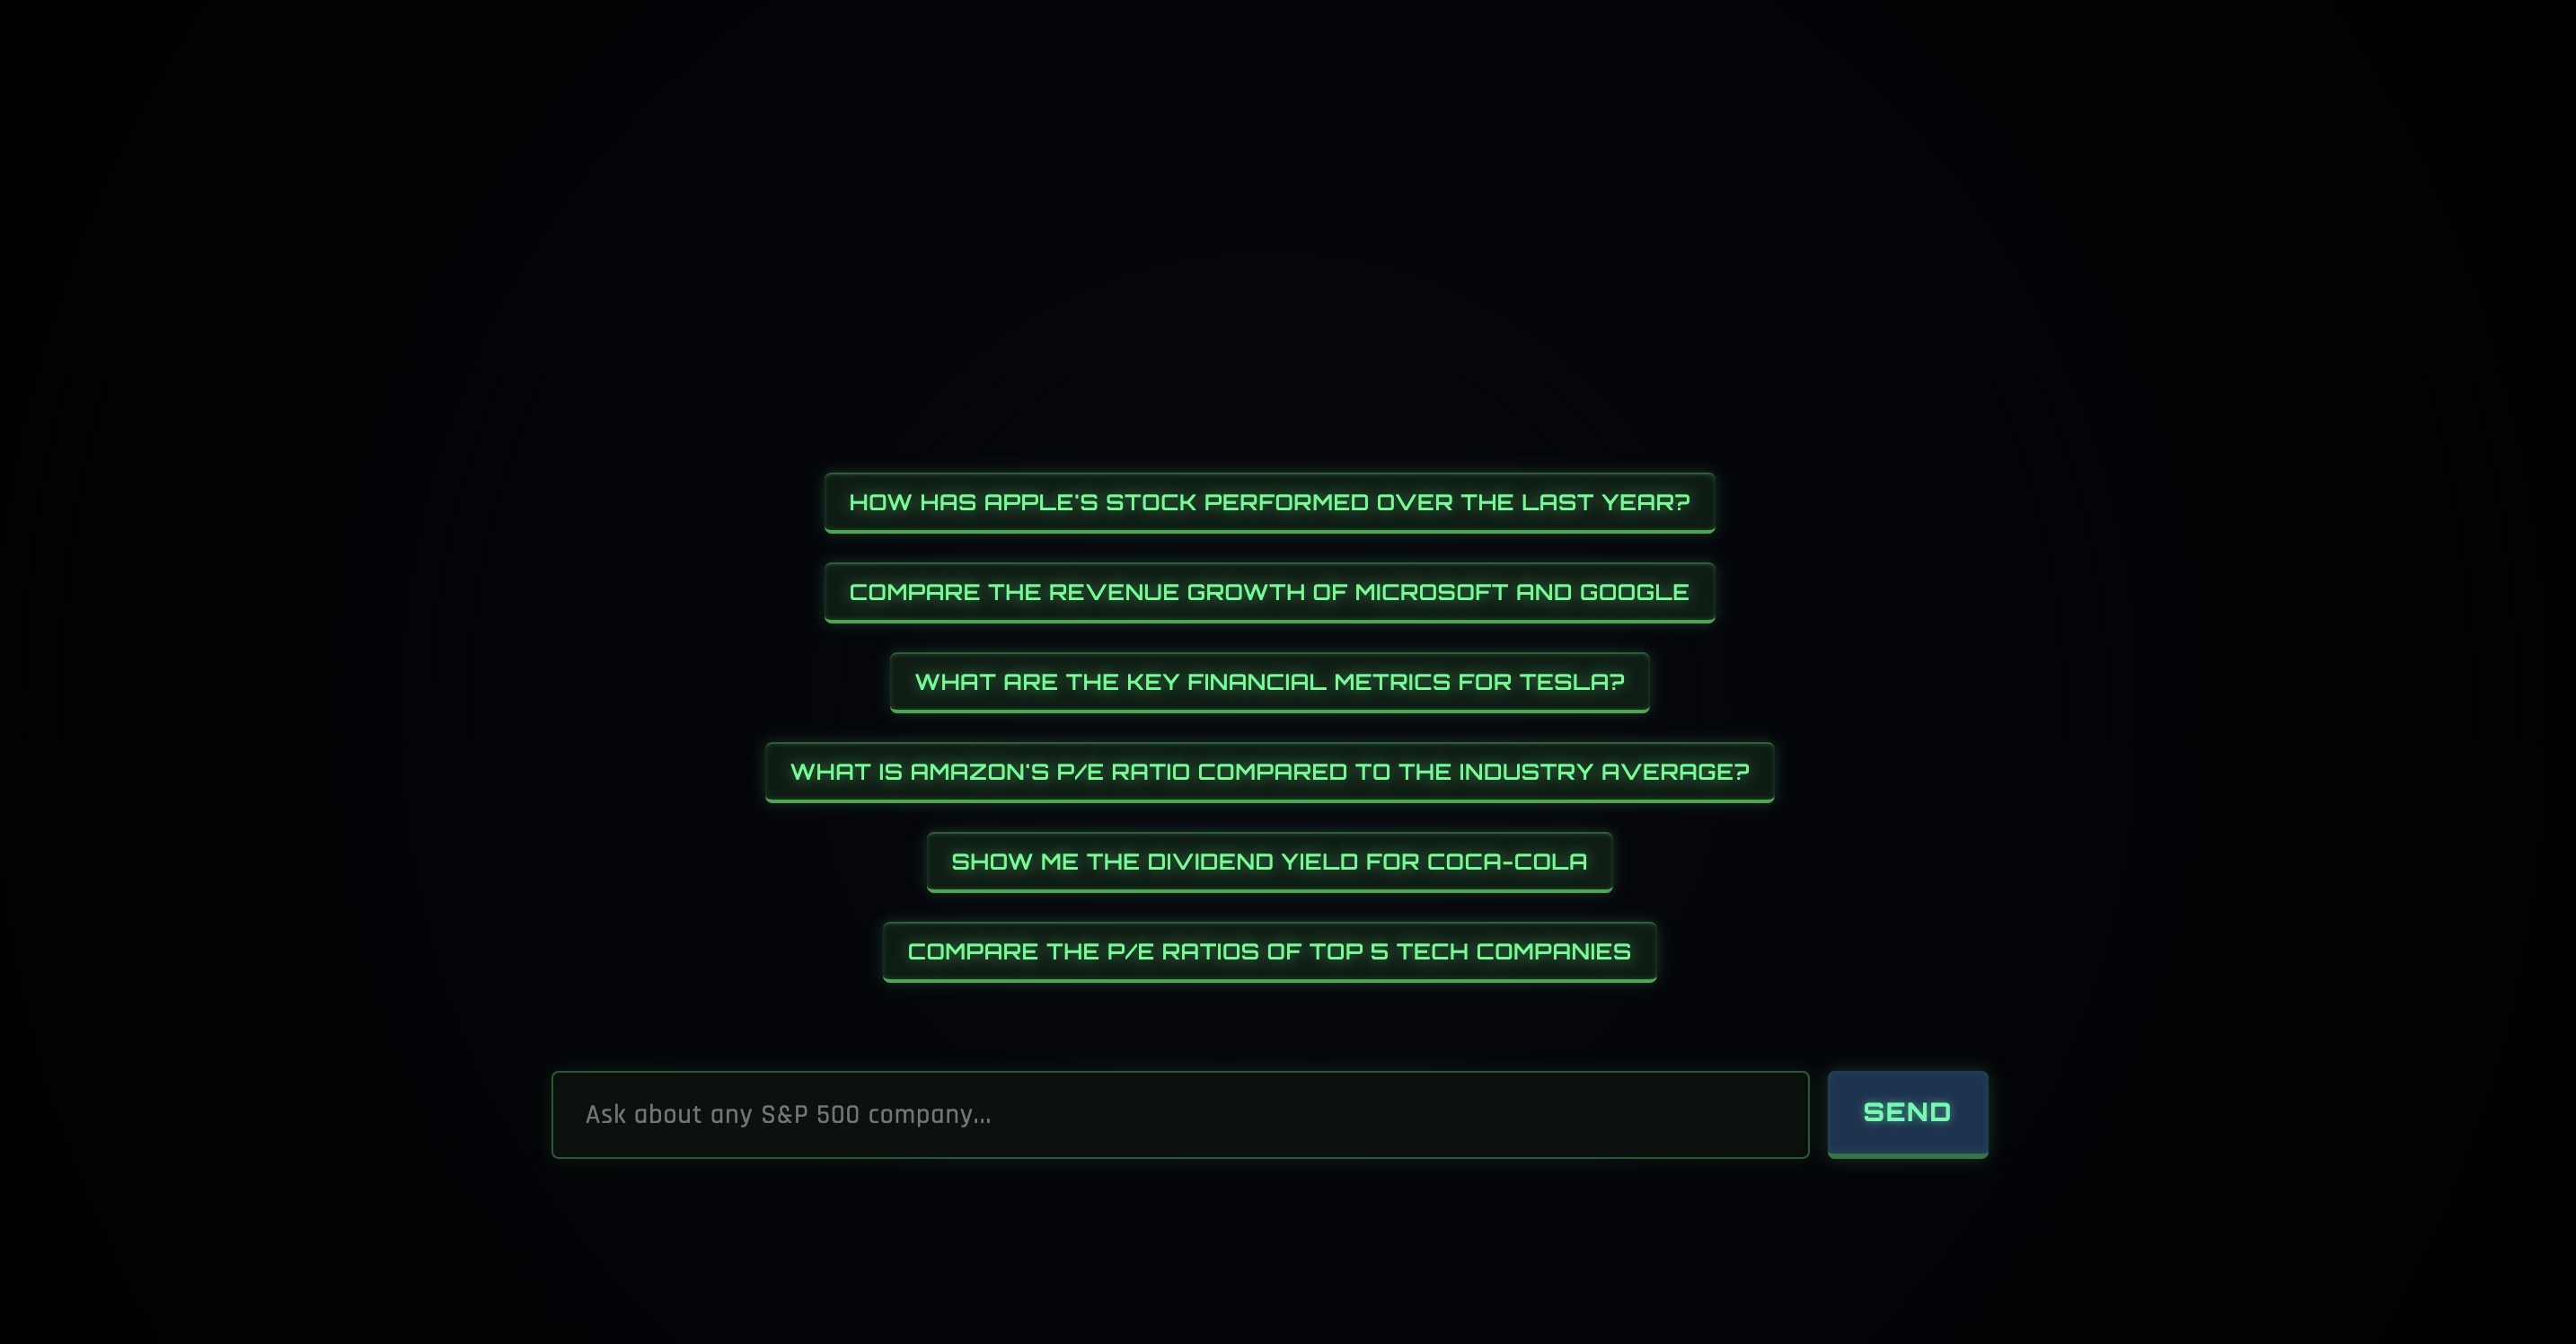 HOW HAS APPLE'S STOCK PERFORMED OVER THE LAST YEAR?
COMPARE THE REVENUE GROWTH OF MICROSOFT AND GOOGLE
WHAT ARE THE KEY FINANCIAL METRICS FOR TESLA?
WHAT IS AMAZON'S P/E RATIO COMPARED TO THE INDUSTRY AVERAGE?
SHOW ME THE DIVIDEND YIELD FOR COCA-COLA
COMPARE THE P/E RATIOS OF TOP 5 TECH COMPANIES
Ask about any S&P 500 company...
SEND